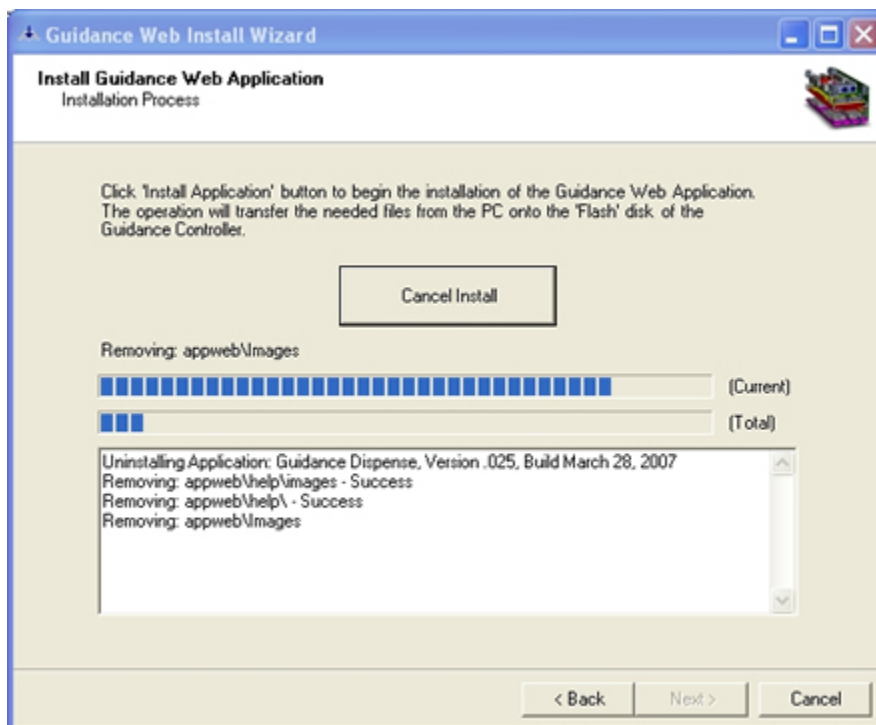 Guidance Web Install Wizard
Install Guidance Web Application
Installation Process
Click 'Install Application' button to begin the installation of the Guidance Web Application.
The operation will transfer the needed files from the PC onto the 'Flash' disk of the
Guidance Controller.
Cancel Install
Removing: appweb\Images
(Current)
(Total)
Uninstalling Application: Guidance Dispense, Version .025, Build March 28, 2007
Removing: appweb\help\images - Success
Removing: appweb\help\ - Success
Removing: appweb\Images
< Back Next > Cancel